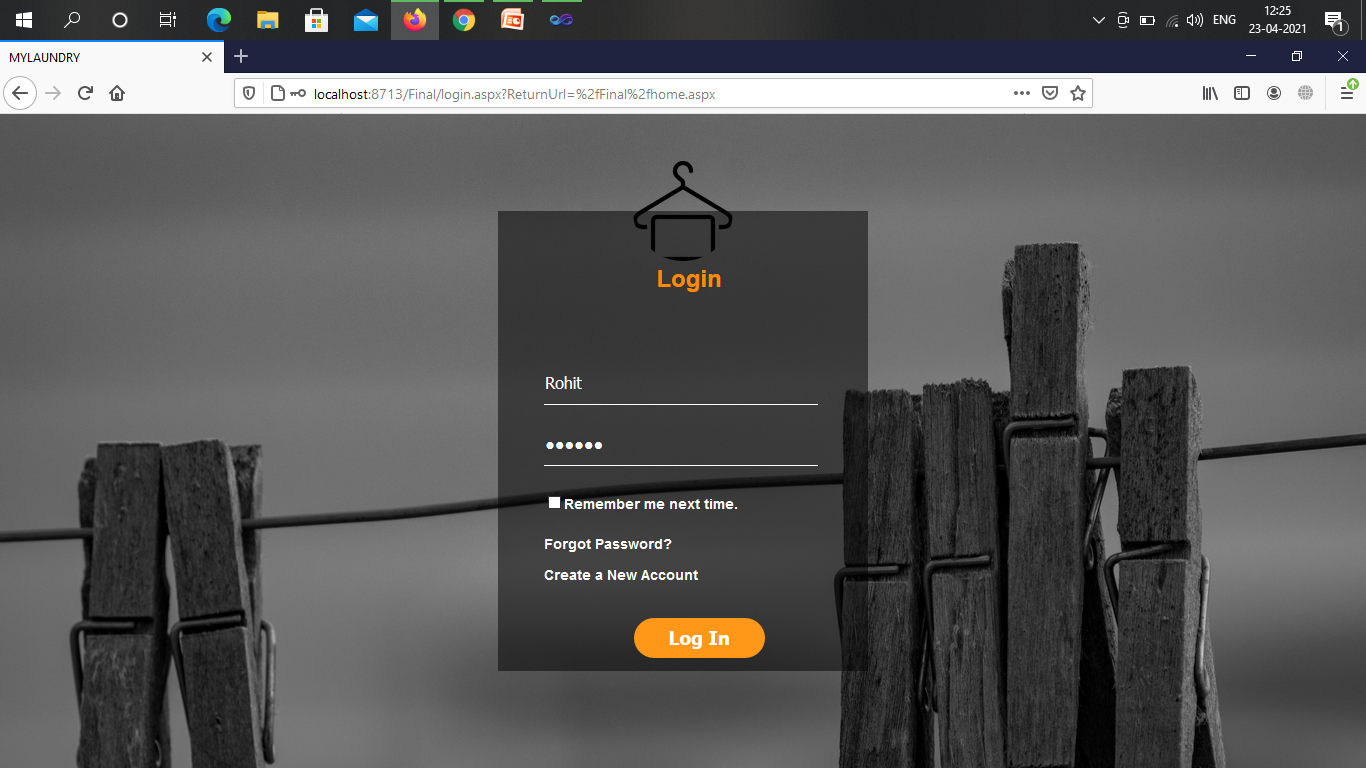 ENG
12:25
23-04-2021
1
MYLAUNDRY
localhost:8713/Final/login.aspx?ReturnUrl=%2fFinal%2fhome.aspx
Login
Rohit
••••••
Remember me next time.
Forgot Password?
Create a New Account
Log In